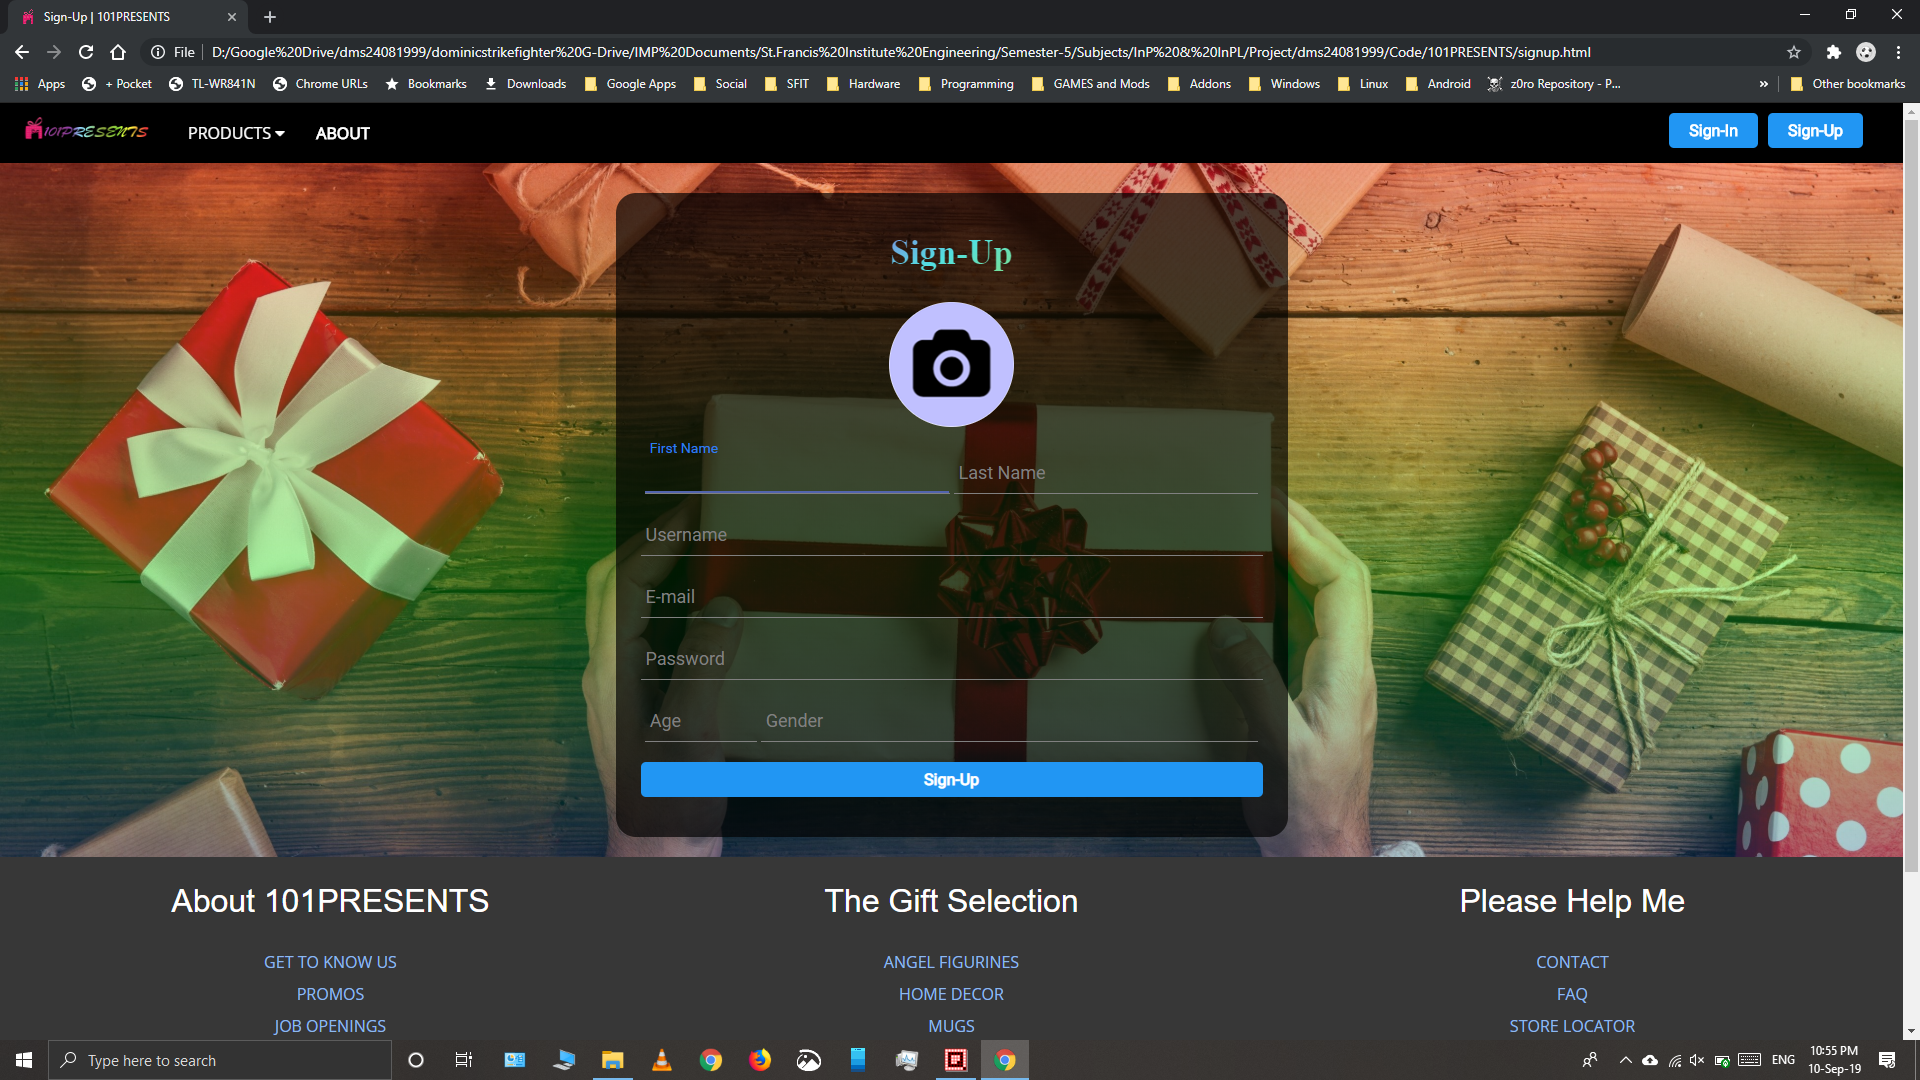 Sign-Up | 101PRESENTS
File D:/Google%20Drive/dms24081999/dominicstrikefighter%20G-Drive/IMP%20Documents/St.Francis%20Institute%20Engineering/Semester-5/Subjects/InP%20&%20InPL/Project/dms24081999/Code/101PRESENTS/signup.html
Apps + Pocket TL-WR841N Chrome URLs Bookmarks Downloads Google Apps Social SFIT Hardware Programming GAMES and Mods Addons Windows Linux Android z0ro Repository - P... » Other bookmarks
101PRESENTS PRODUCTS ABOUT Sign-In Sign-Up
Sign-Up
First Name
Last Name
Username
E-mail
Password
Age Gender
Sign-Up
About 101PRESENTS The Gift Selection Please Help Me
GET TO KNOW US ANGEL FIGURINES CONTACT
PROMOS HOME DECOR FAQ
JOB OPENINGS MUGS STORE LOCATOR
Type here to search ENG 10:55 PM
10-Sep-19